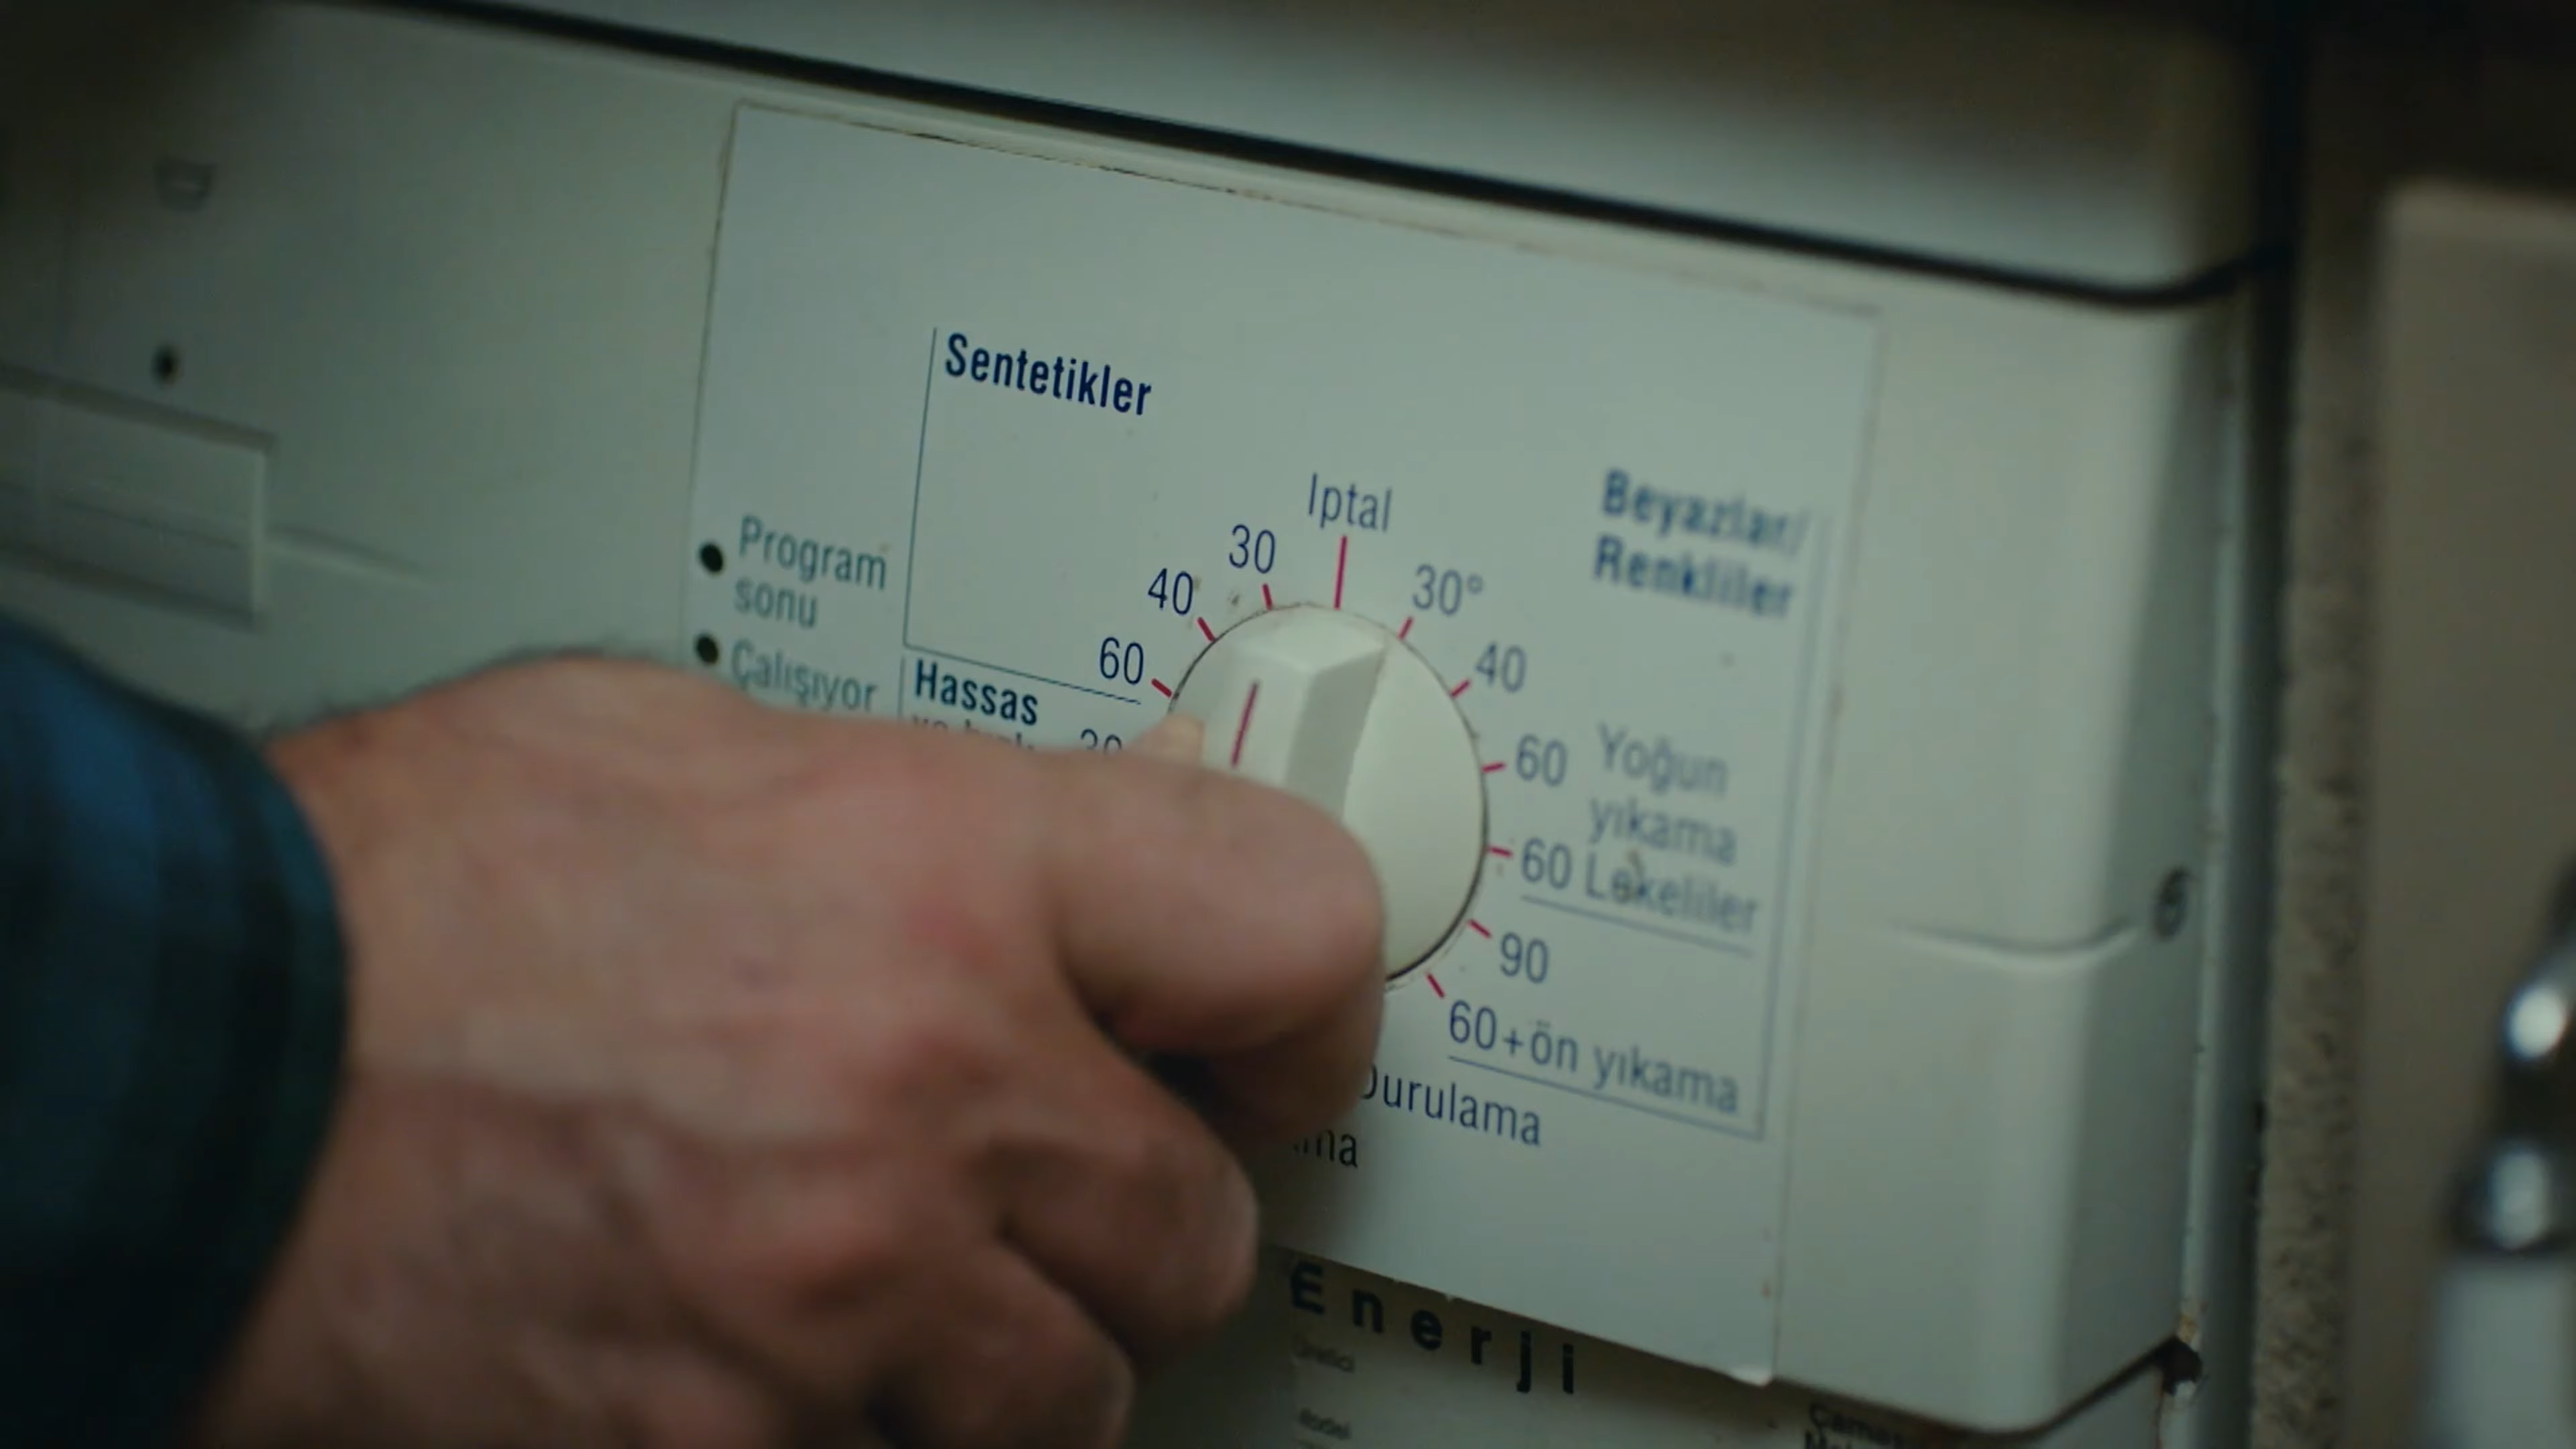 Sentetikler
Iptal
Beyazlar/
Renkliler
30
30°
40
40
60
60
Yoğun
yıkama
60 Lekeliler
90
60+ön yıkama
Program
sonu
Çalışıyor
Hassas
30
Durulama
Enerji